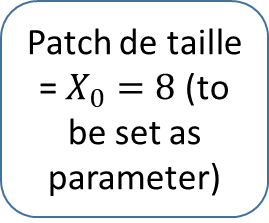 Patch de taille
= X₀ = 8 (to
be set as
parameter)